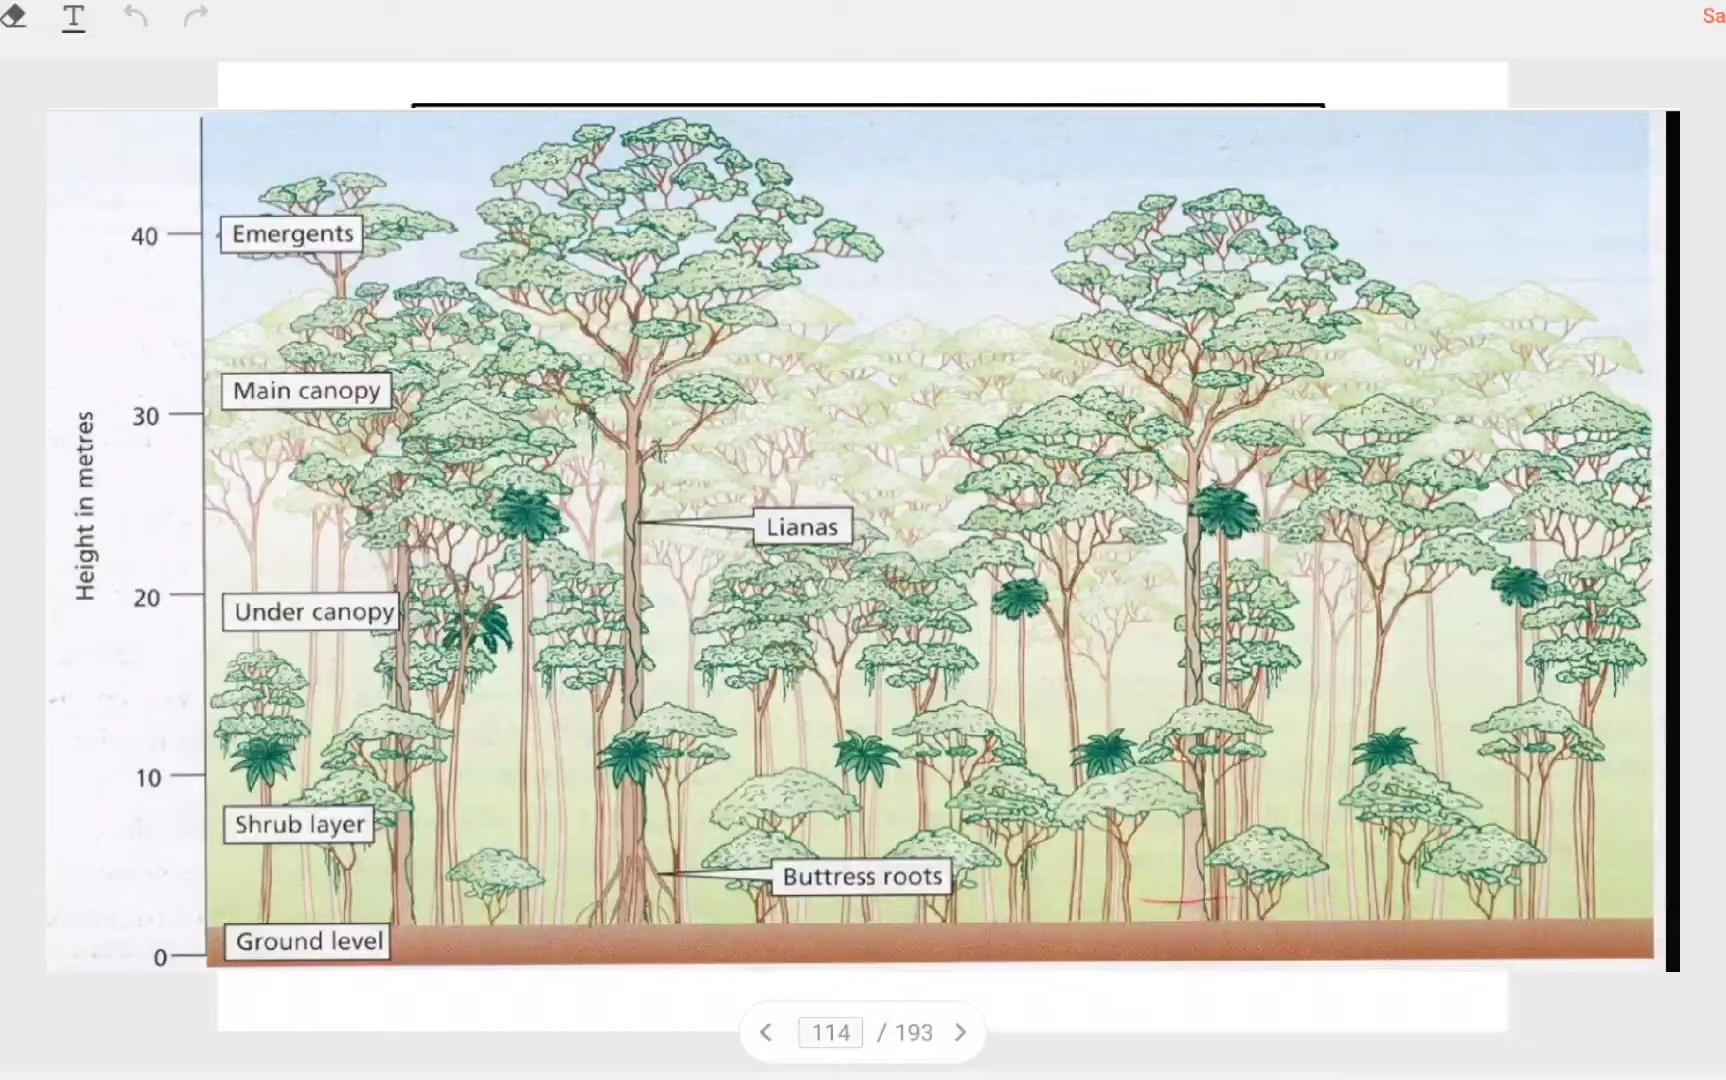 T
Sa
40
Emergents
Main canopy
30
Height in metres
Lianas
20
Under canopy
10
Shrub layer
Buttress roots
Ground level
0
114 / 193